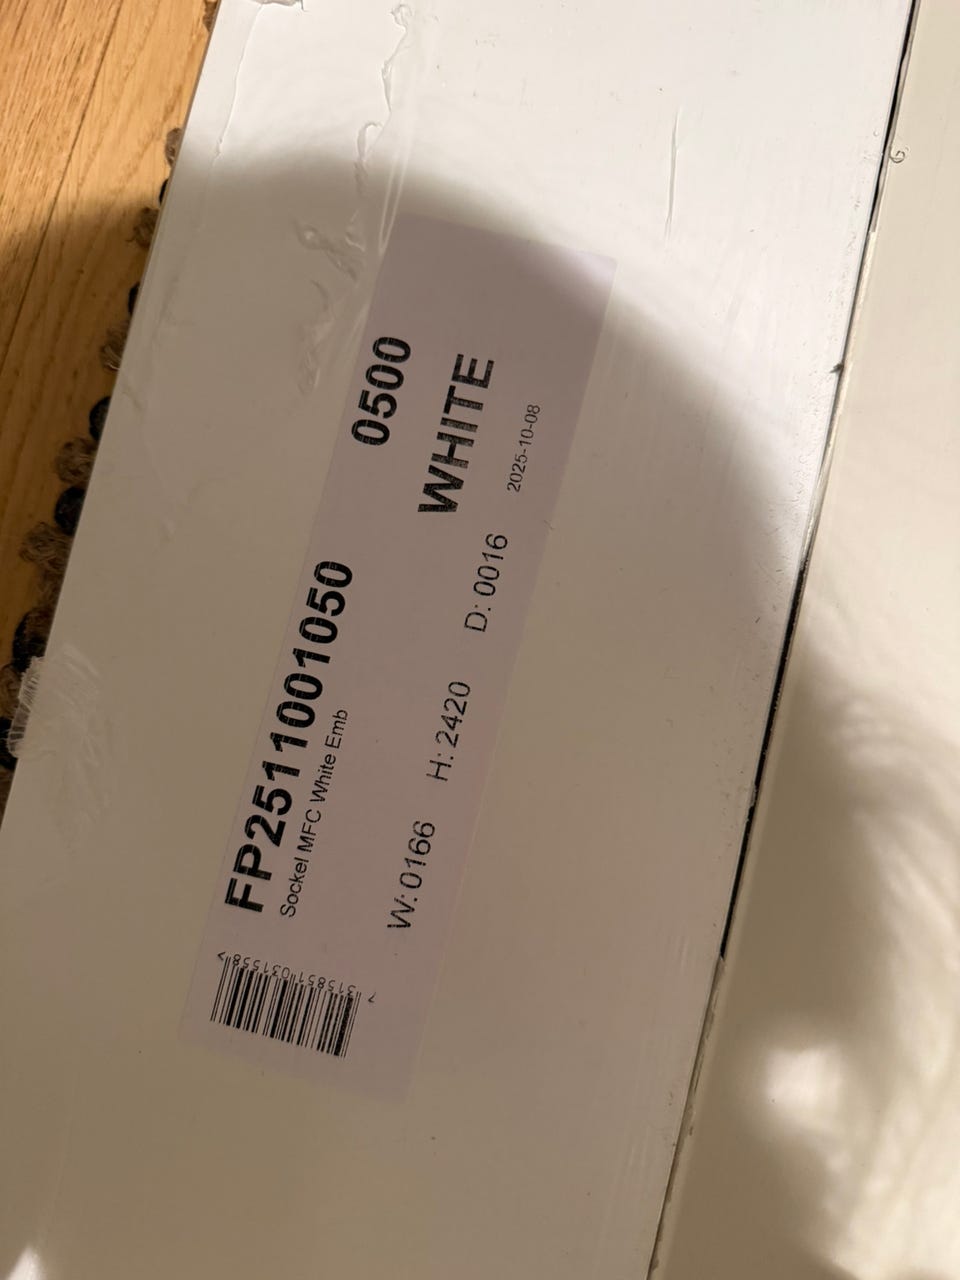 FP2511001050 0500
Sockel MFC White Emb
WHITE
W: 0166 H: 2420 D: 0016
2025-10-08